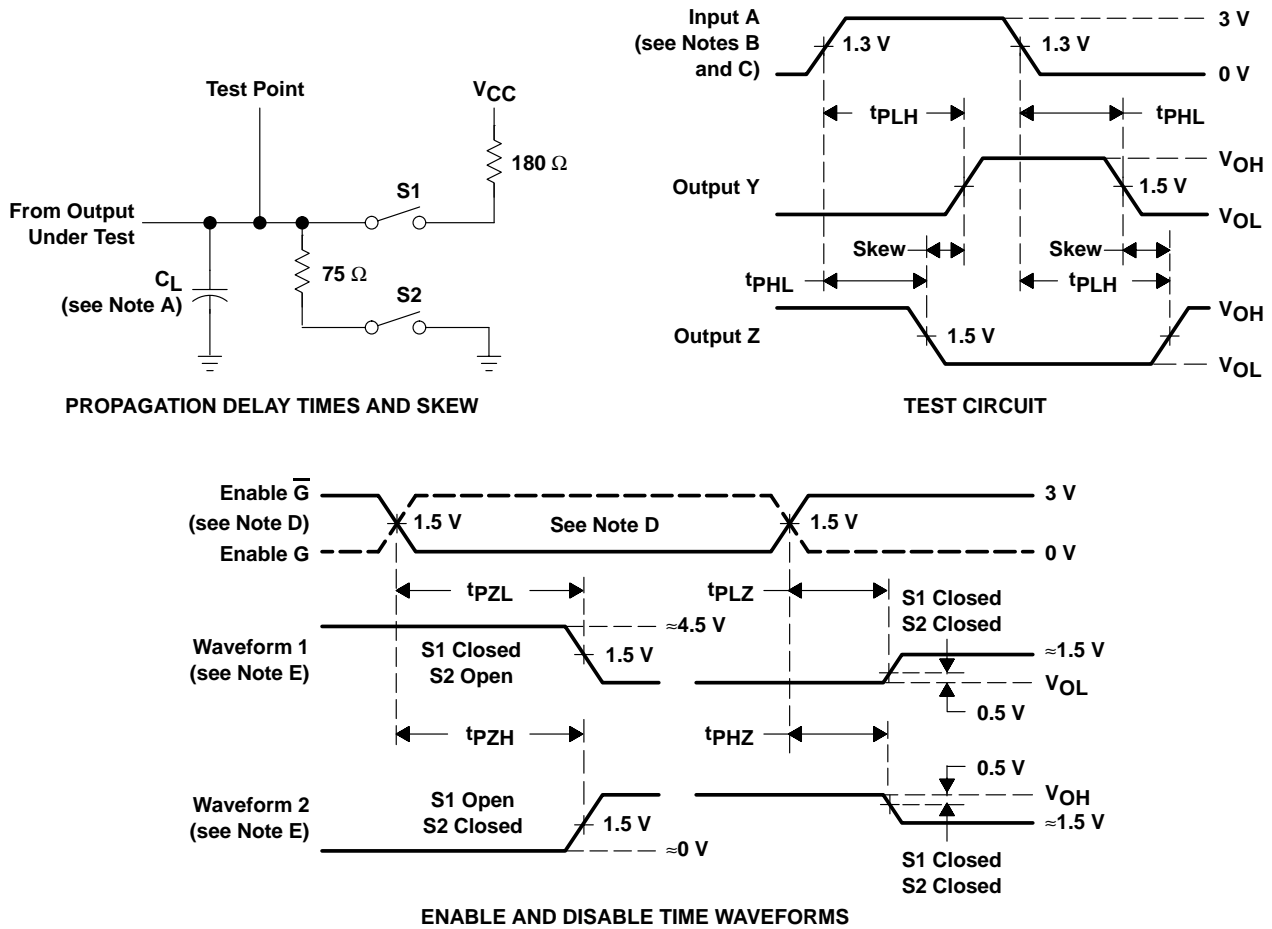 Test Point
VCC
180 Ω
S1
From Output
Under Test
75 Ω
CL
(see Note A)
S2
PROPAGATION DELAY TIMES AND SKEW
Input A
(see Notes B
and C)
1.3 V
1.3 V
3 V
0 V
tPLH
tPHL
Output Y
1.5 V
VOH
VOL
Skew
Skew
tPHL
tPLH
Output Z
1.5 V
VOH
VOL
TEST CIRCUIT
Enable G̅
(see Note D)
Enable G
1.5 V
See Note D
1.5 V
3 V
0 V
tPZL
tPLZ
S1 Closed
S2 Closed
Waveform 1
(see Note E)
S1 Closed
S2 Open
≈4.5 V
1.5 V
≈1.5 V
VOL
0.5 V
tPZH
tPHZ
0.5 V
Waveform 2
(see Note E)
S1 Open
S2 Closed
1.5 V
≈0 V
VOH
≈1.5 V
S1 Closed
S2 Closed
ENABLE AND DISABLE TIME WAVEFORMS